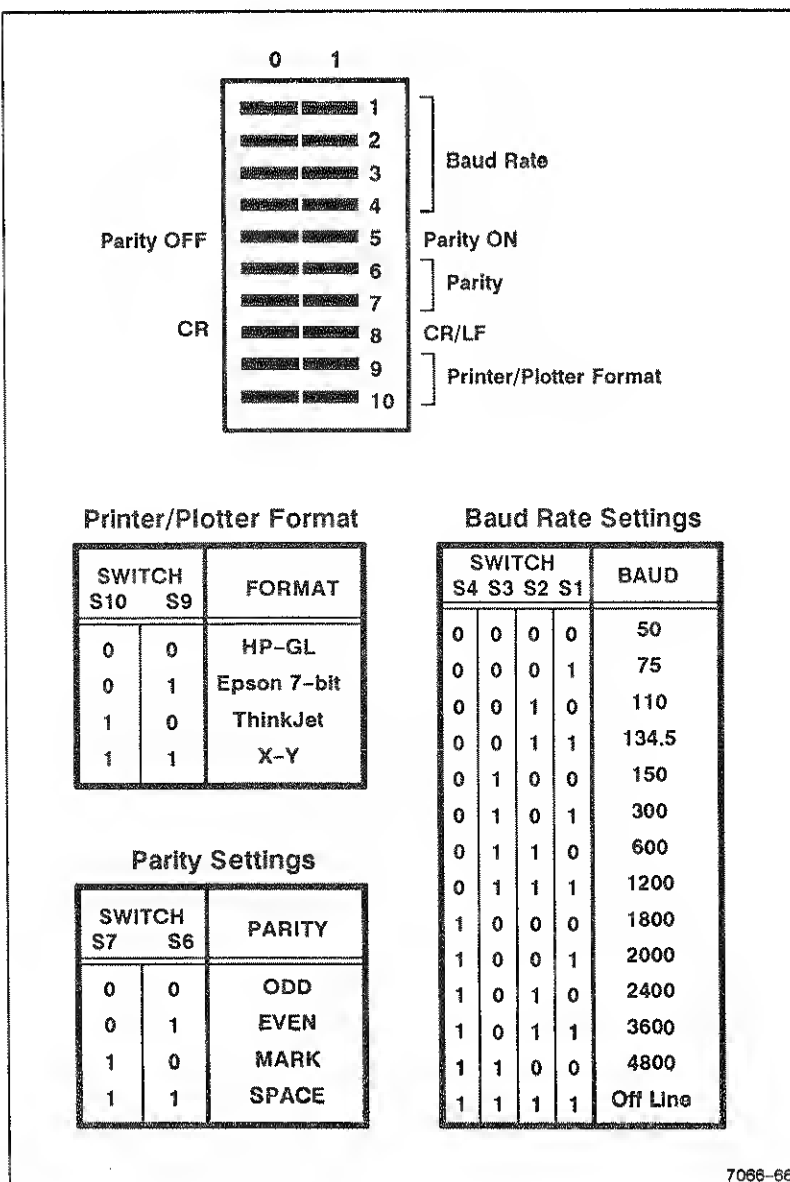 0 1
1
2
3
4
Baud Rate
Parity OFF 5 Parity ON
6
7
Parity
CR 8 CR/LF
9
10
Printer/Plotter Format
Printer/Plotter Format
SWITCH
S10 S9 FORMAT
0 0 HP-GL
0 1 Epson 7-bit
1 0 ThinkJet
1 1 X-Y
Parity Settings
SWITCH
S7 S6 PARITY
0 0 ODD
0 1 EVEN
1 0 MARK
1 1 SPACE
Baud Rate Settings
SWITCH
S4 S3 S2 S1 BAUD
0 0 0 0 50
0 0 0 1 75
0 0 1 0 110
0 0 1 1 134.5
0 1 0 0 150
0 1 0 1 300
0 1 1 0 600
0 1 1 1 1200
1 0 0 0 1800
1 0 0 1 2000
1 0 1 0 2400
1 0 1 1 3600
1 1 0 0 4800
1 1 1 1 Off Line
7066-66